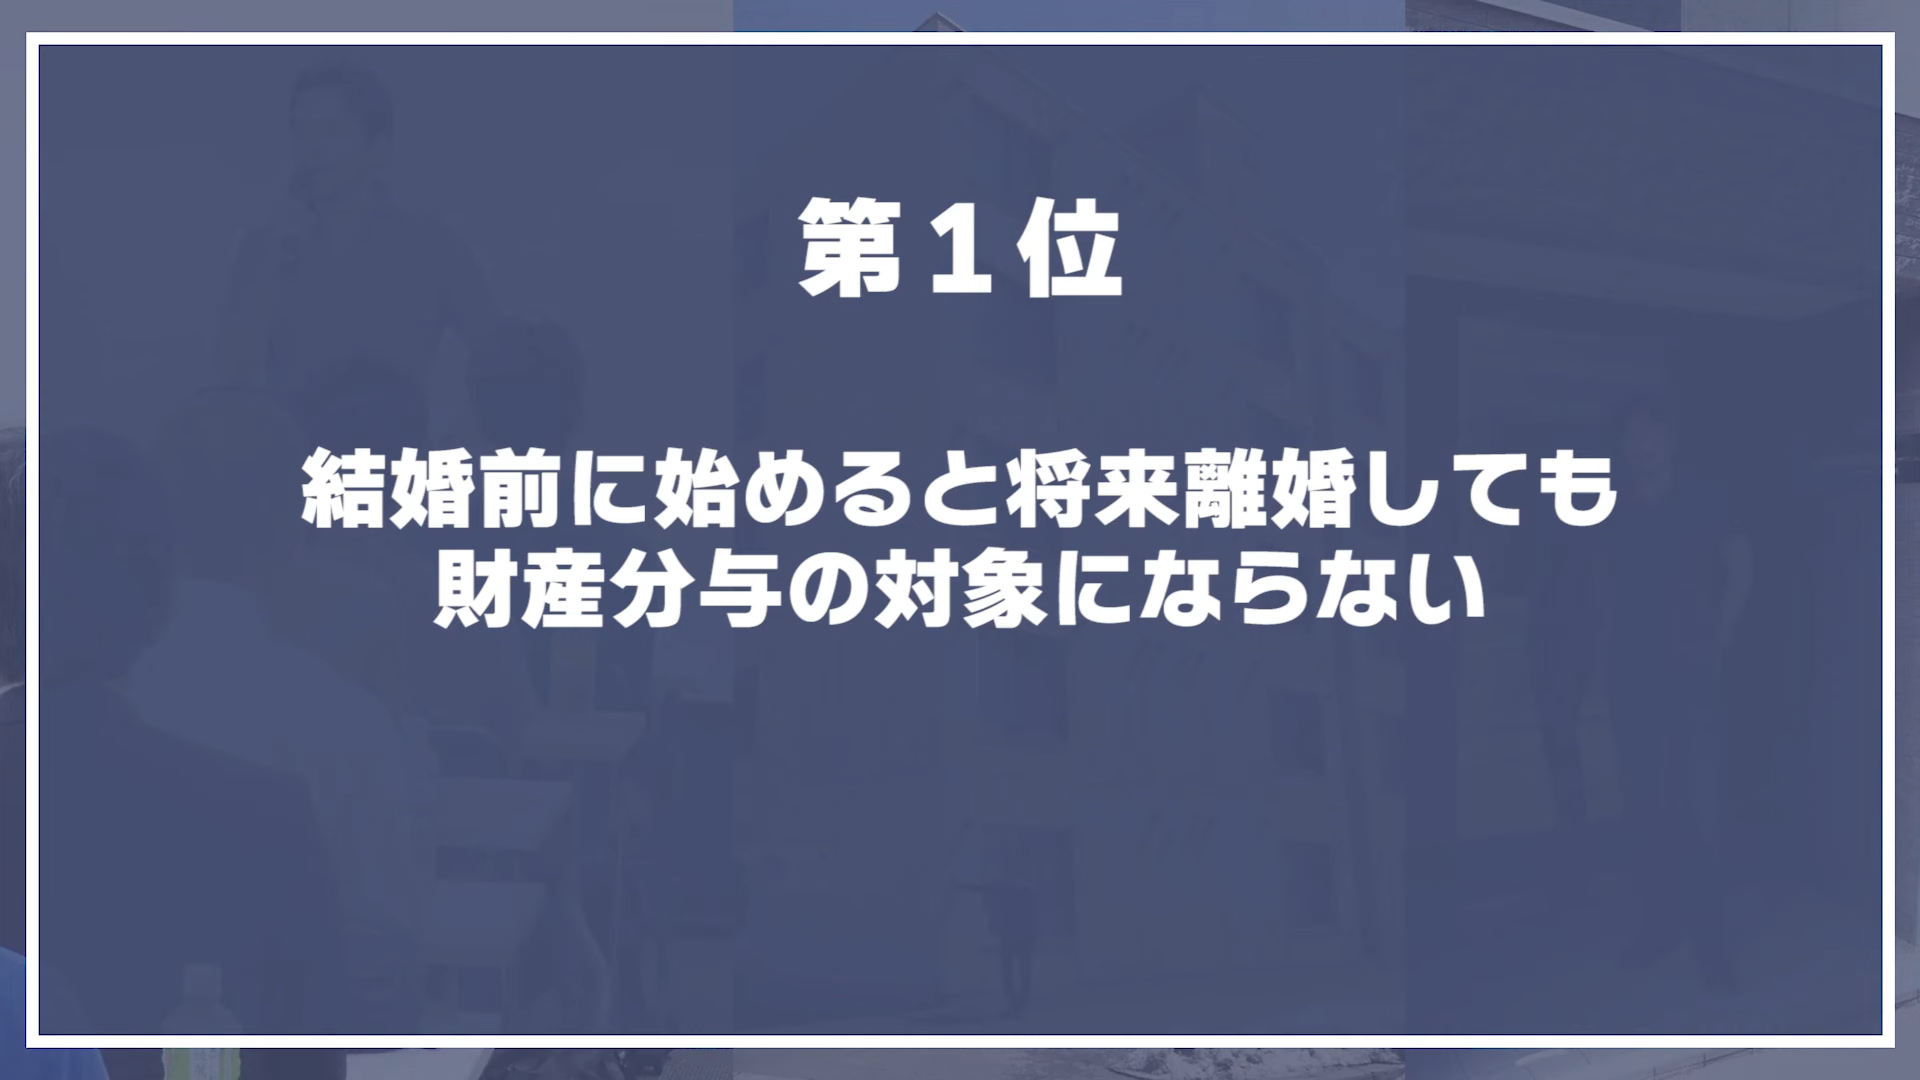 第1位
結婚前に始めると将来離婚しても
財産分与の対象にならない